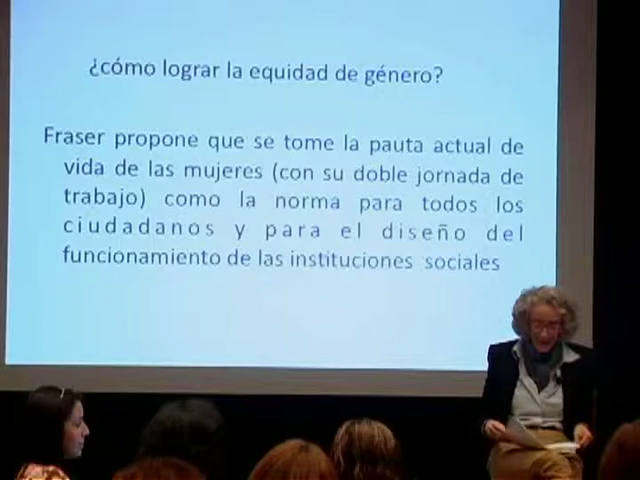 ¿cómo lograr la equidad de género?
Fraser propone que se tome la pauta actual de
vida de las mujeres (con su doble jornada de
trabajo) como la norma para todos los
ciudadanos y para el diseño del
funcionamiento de las instituciones sociales